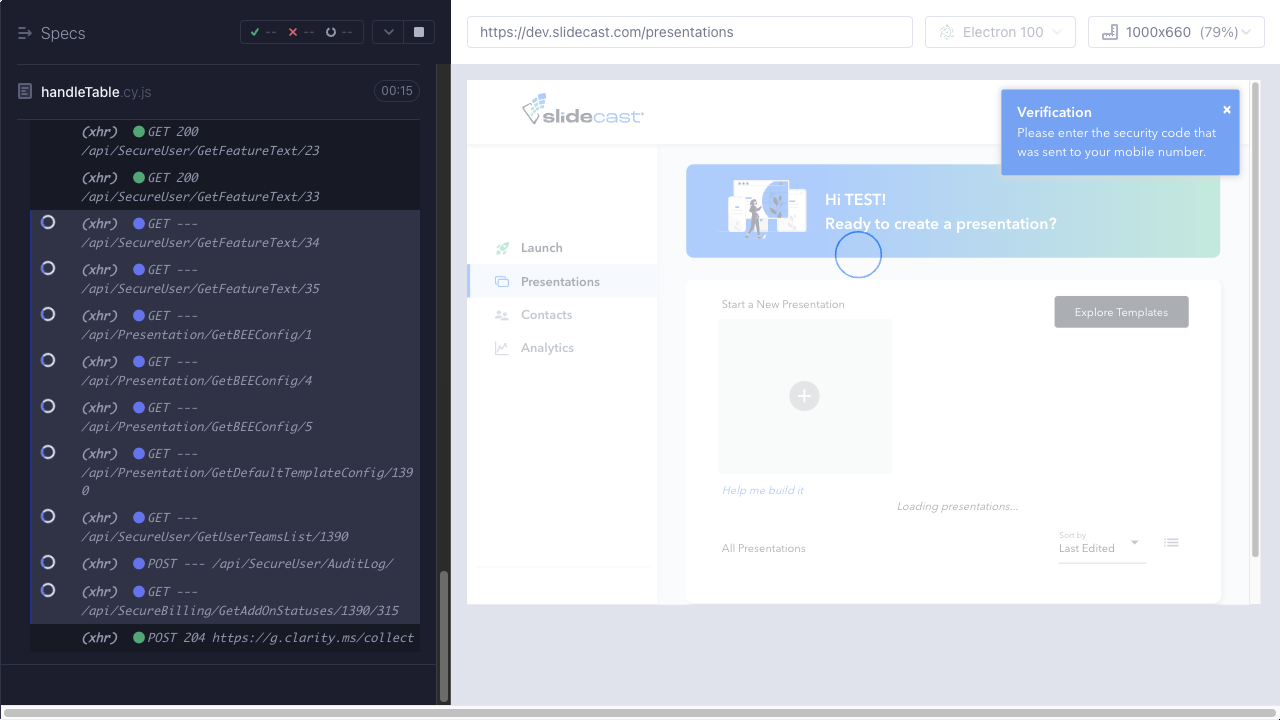 Specs
--
--
--
https://dev.slidecast.com/presentations
Electron 100
1000x660 (79%)
handleTable.cy.js
00:15
(xhr) GET 200
/api/SecureUser/GetFeatureText/23
(xhr) GET 200
/api/SecureUser/GetFeatureText/33
(xhr) GET ---
/api/SecureUser/GetFeatureText/34
(xhr) GET ---
/api/SecureUser/GetFeatureText/35
(xhr) GET ---
/api/Presentation/GetBEEConfig/1
(xhr) GET ---
/api/Presentation/GetBEEConfig/4
(xhr) GET ---
/api/Presentation/GetBEEConfig/5
(xhr) GET ---
/api/Presentation/GetDefaultTemplateConfig/139
0
(xhr) GET ---
/api/SecureUser/GetUserTeamsList/1390
(xhr) POST --- /api/SecureUser/AuditLog/
(xhr) GET ---
/api/SecureBilling/GetAddOnStatuses/1390/315
(xhr) POST 204 https://g.clarity.ms/collect
slidecast
Verification
×
Please enter the security code that
was sent to your mobile number.
Launch
Presentations
Contacts
Analytics
Hi TEST!
Ready to create a presentation?
Start a New Presentation
Explore Templates
Help me build it
Loading presentations...
All Presentations
Sort by
Last Edited